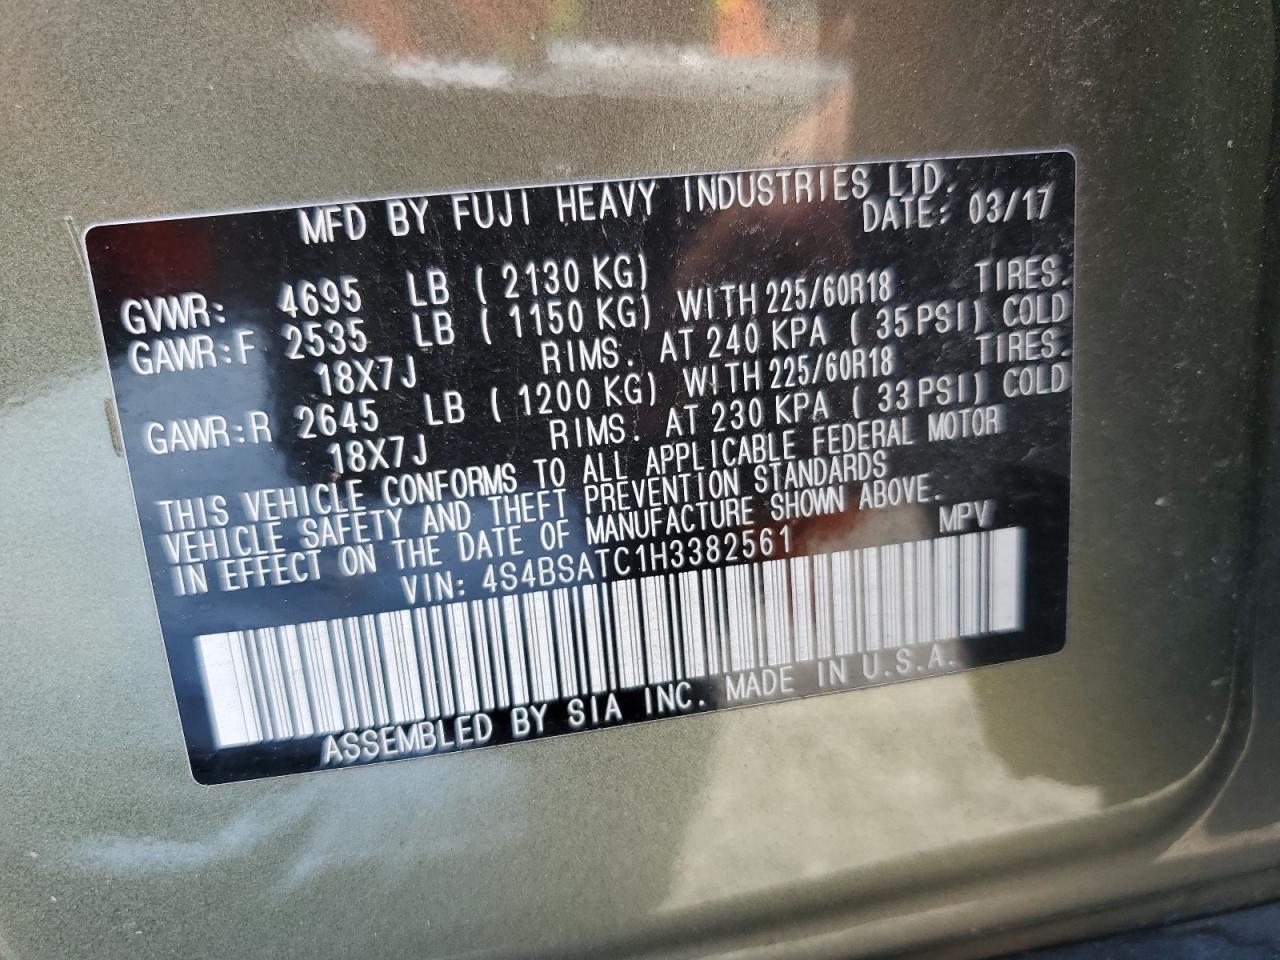 MFD BY FUJI HEAVY INDUSTRIES LTD.
DATE: 03/17
GVWR: 4695 LB ( 2130 KG)
GAWR:F 2535 LB ( 1150 KG) WITH 225/60R18 TIRES.
18X7J RIMS. AT 240 KPA ( 35 PSI) COLD
GAWR:R 2645 LB ( 1200 KG) WITH 225/60R18 TIRES.
18X7J RIMS. AT 230 KPA ( 33 PSI) COLD
THIS VEHICLE CONFORMS TO ALL APPLICABLE FEDERAL MOTOR
VEHICLE SAFETY AND THEFT PREVENTION STANDARDS
IN EFFECT ON THE DATE OF MANUFACTURE SHOWN ABOVE.
VIN: 4S4BSATC1H3382561 MPV
ASSEMBLED BY SIA INC. MADE IN U.S.A.